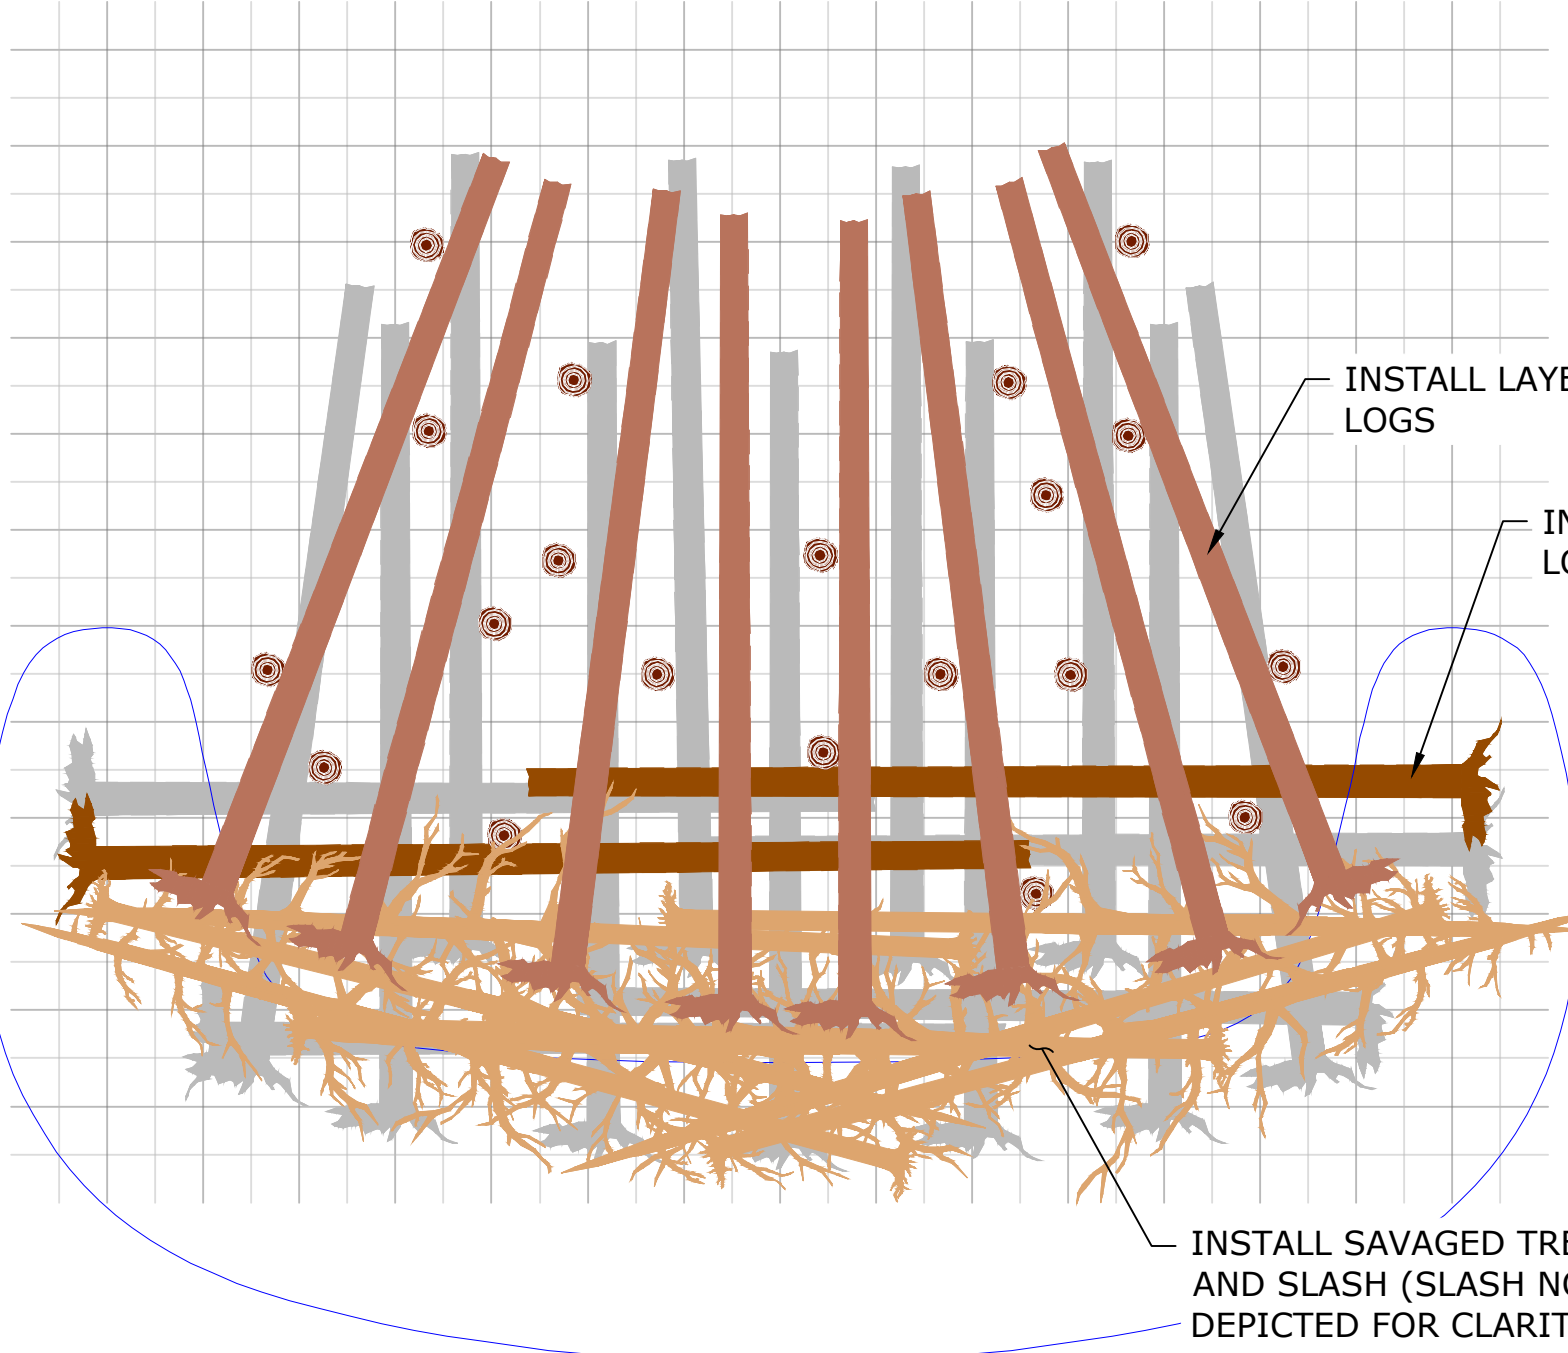 INSTALL LAYE
LOGS
IN
LO
INSTALL SAVAGED TRE
AND SLASH (SLASH NO
DEPICTED FOR CLARIT